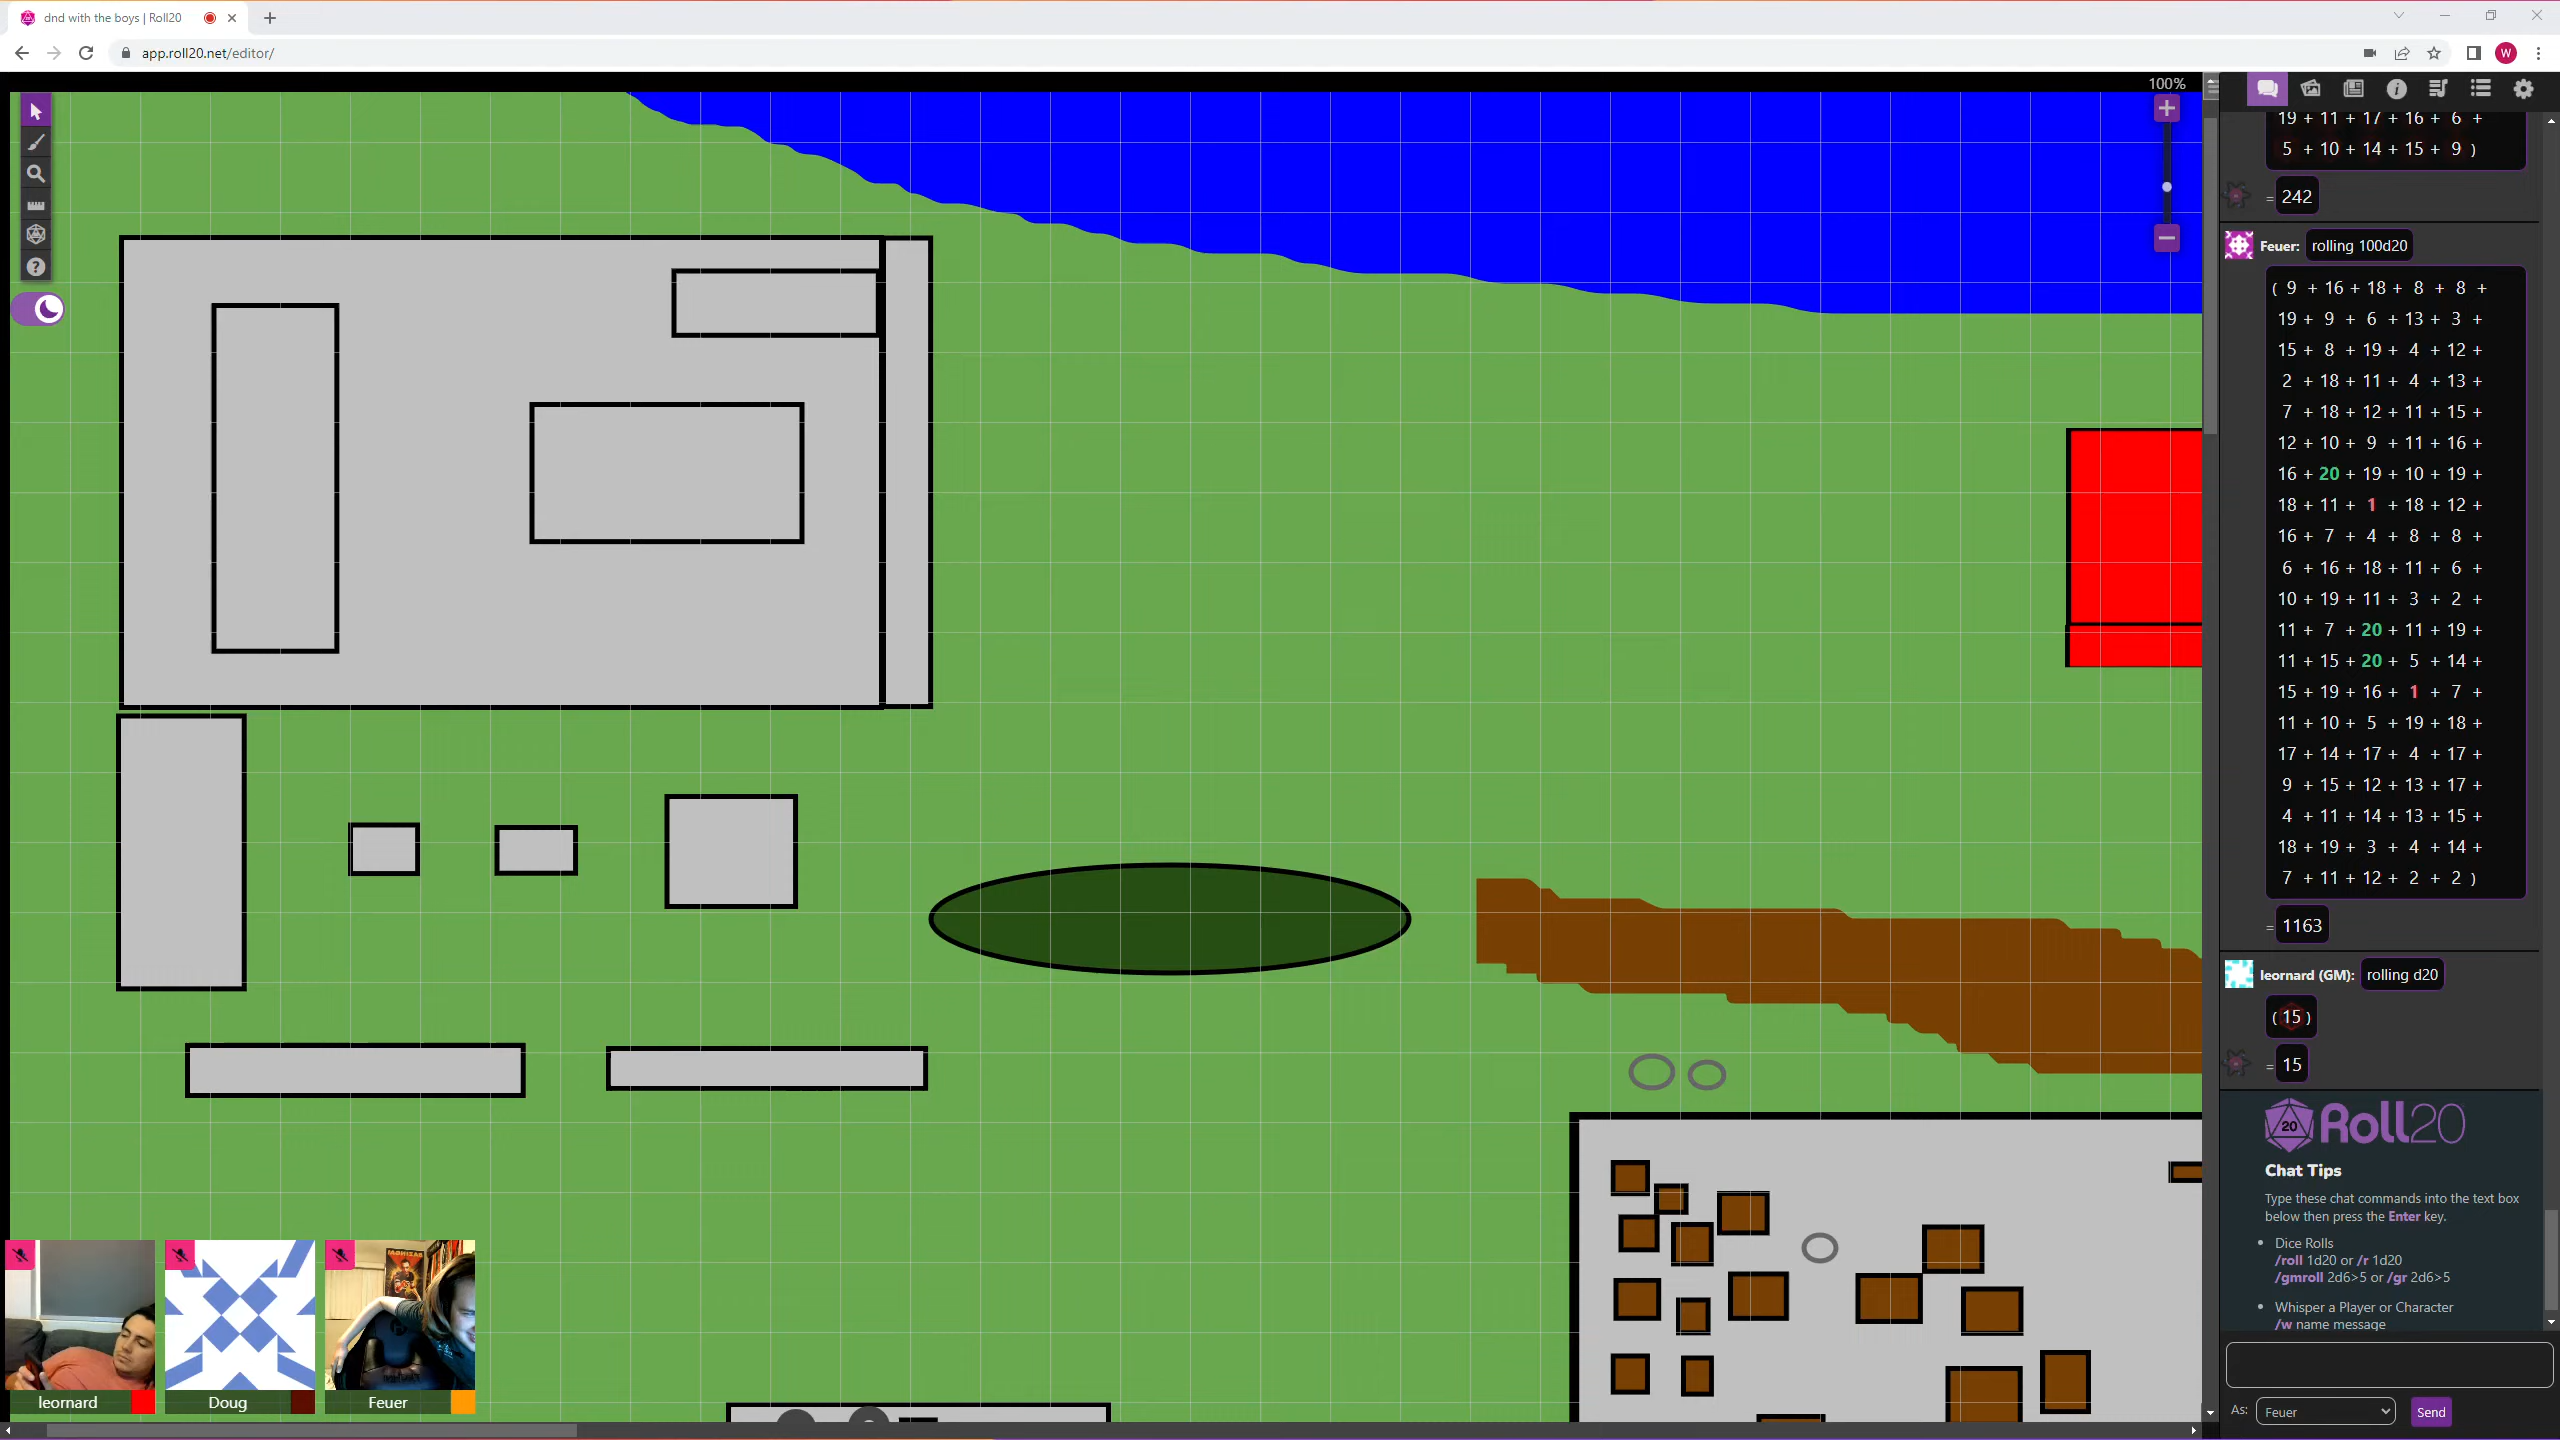 dnd with the boys | Roll20
app.roll20.net/editor/
W
100%
19 + 11 + 17 + 16 + 6 +
5 + 10 + 14 + 15 + 9 )
= 242
Feuer: rolling 100d20
( 9 + 16 + 18 + 8 + 8 +
19 + 9 + 6 + 13 + 3 +
15 + 8 + 19 + 4 + 12 +
2 + 18 + 11 + 4 + 13 +
7 + 18 + 12 + 11 + 15 +
12 + 10 + 9 + 11 + 16 +
16 + 20 + 19 + 10 + 19 +
18 + 11 + 1 + 18 + 12 +
16 + 7 + 4 + 8 + 8 +
6 + 16 + 18 + 11 + 6 +
10 + 19 + 11 + 3 + 2 +
11 + 7 + 20 + 11 + 19 +
11 + 15 + 20 + 5 + 14 +
15 + 19 + 16 + 1 + 7 +
11 + 10 + 5 + 19 + 18 +
17 + 14 + 17 + 4 + 17 +
9 + 15 + 12 + 13 + 17 +
4 + 11 + 14 + 13 + 15 +
18 + 19 + 3 + 4 + 14 +
7 + 11 + 12 + 2 + 2 )
= 1163
leornard (GM): rolling d20
( 15 )
= 15
20 Roll20
Chat Tips
Type these chat commands into the text box
below then press the Enter key.
• Dice Rolls
/roll 1d20 or /r 1d20
/gmroll 2d6>5 or /gr 2d6>5
• Whisper a Player or Character
/w name message
As: Feuer Send
leornard
Doug
Feuer